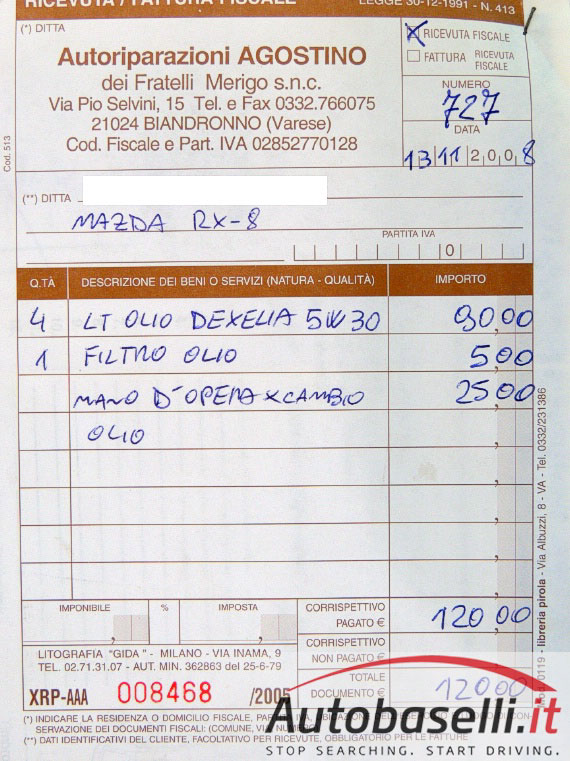 RICEVUTA / FATTURA FISCALE LEGGE 30-12-1991 - N. 413
(*) DITTA
Autoriparazioni AGOSTINO
dei Fratelli Merigo s.n.c.
Via Pio Selvini, 15 Tel. e Fax 0332.766075
21024 BIANDRONNO (Varese)
Cod. Fiscale e Part. IVA 02852770128
X RICEVUTA FISCALE
FATTURA RICEVUTA FISCALE
NUMERO
727
DATA
13 11 2008
Cod. 513
(**) DITTA
MAZDA RX-8
PARTITA IVA
0
Q.TÀ DESCRIZIONE DEI BENI O SERVIZI (NATURA - QUALITÀ) IMPORTO
4 LT OLIO DEXELIA 5W30 90,00
1 FILTRO OLIO 5,00
MANO D'OPERA X CAMBIO 25,00
OLIO
IMPONIBILE % IMPOSTA CORRISPETTIVO PAGATO € 120 00
CORRISPETTIVO NON PAGATO €
LITOGRAFIA "GIDA" - MILANO - VIA INAMA, 9
TEL. 02.71.31.07 - AUT. MIN. 362863 del 25-6-79
TOTALE DOCUMENTO € 120 00
XRP-AAA 008468 /2005
(*) INDICARE LA RESIDENZA O DOMICILIO FISCALE,
SERVAZIONE DEI DOCUMENTI FISCALI: (COMUNE, VIA
(**) DATI IDENTIFICATIVI DEL CLIENTE, FACOLTATIVO PER RICEVUTE, OBBLIGATORIO PER LE FATTURE
0119 - libreria pirola - Via Albuzzi, 8 - VA - Tel. 0332/231386
Autobaselli.it
STOP SEARCHING. START DRIVING.